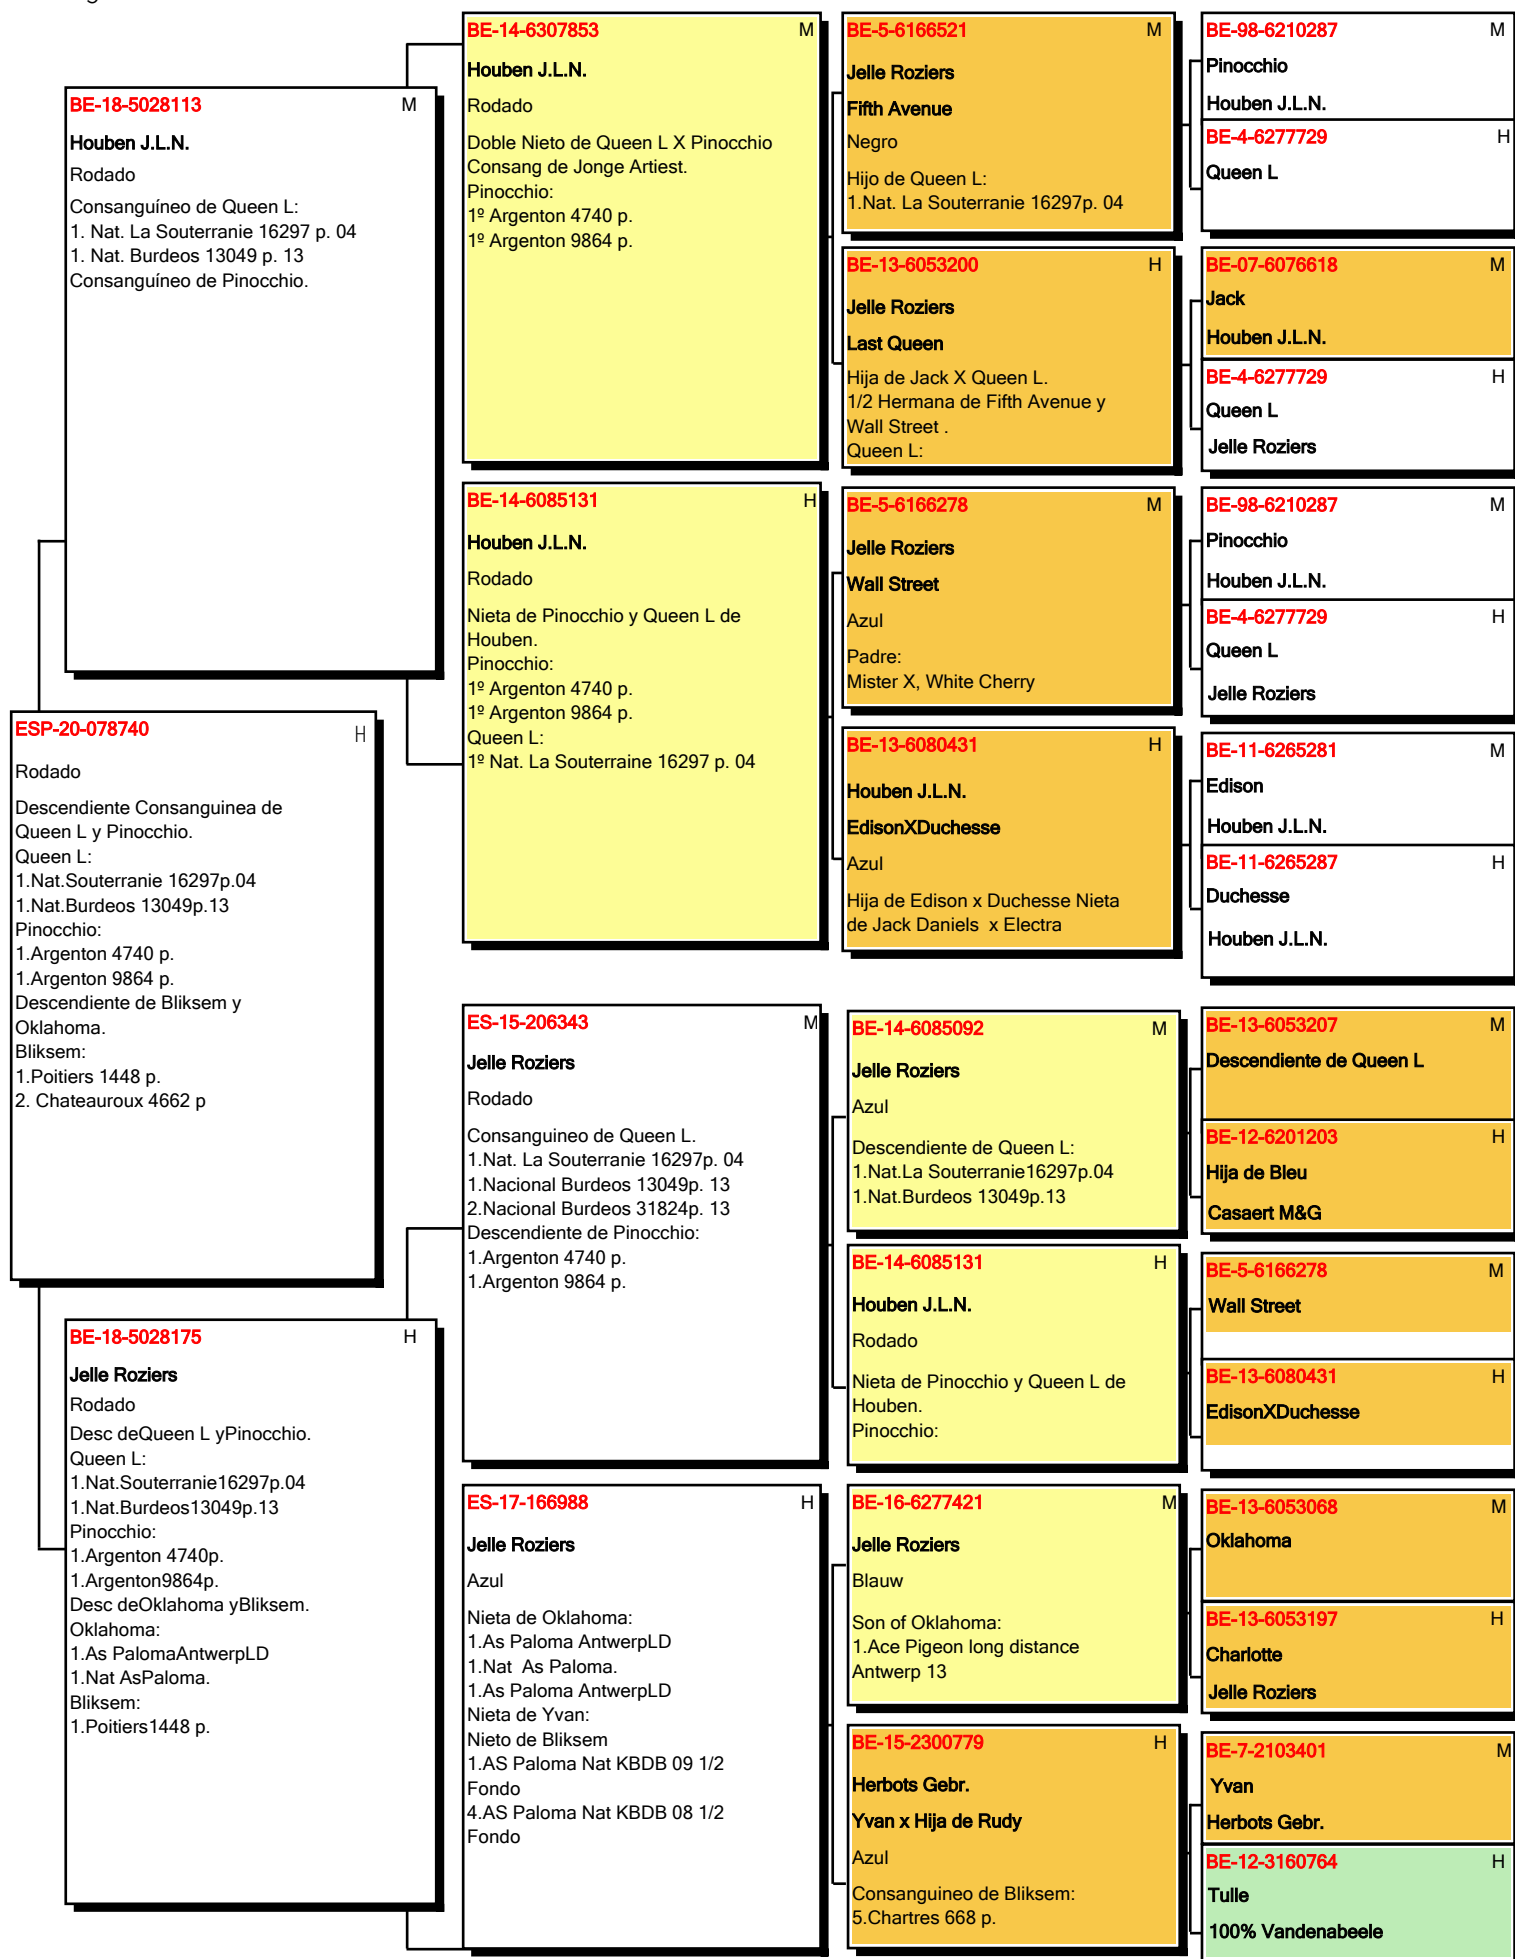 BE-18-5028113 M
Houben J.L.N.
Rodado
Consanguíneo de Queen L:
1. Nat. La Souterranie 16297 p. 04
1. Nat. Burdeos 13049 p. 13
Consanguíneo de Pinocchio.
ESP-20-078740 H
Rodado
Descendiente Consanguinea de
Queen L y Pinocchio.
Queen L:
1.Nat.Souterranie 16297p.04
1.Nat.Burdeos 13049p.13
Pinocchio:
1.Argenton 4740 p.
1.Argenton 9864 p.
Descendiente de Bliksem y
Oklahoma.
Bliksem:
1.Poitiers 1448 p.
2. Chateauroux 4662 p
BE-18-5028175 H
Jelle Roziers
Rodado
Desc deQueen L yPinocchio.
Queen L:
1.Nat.Souterranie16297p.04
1.Nat.Burdeos13049p.13
Pinocchio:
1.Argenton 4740p.
1.Argenton9864p.
Desc deOklahoma yBliksem.
Oklahoma:
1.As PalomaAntwerpLD
1.Nat AsPaloma.
Bliksem:
1.Poitiers1448 p.
BE-14-6307853 M
Houben J.L.N.
Rodado
Doble Nieto de Queen L X Pinocchio
Consang de Jonge Artiest.
Pinocchio:
1º Argenton 4740 p.
1º Argenton 9864 p.
BE-14-6085131 H
Houben J.L.N.
Rodado
Nieta de Pinocchio y Queen L de
Houben.
Pinocchio:
1º Argenton 4740 p.
1º Argenton 9864 p.
Queen L:
1º Nat. La Souterraine 16297 p. 04
ES-15-206343 M
Jelle Roziers
Rodado
Consanguineo de Queen L.
1.Nat. La Souterranie 16297p. 04
1.Nacional Burdeos 13049p. 13
2.Nacional Burdeos 31824p. 13
Descendiente de Pinocchio:
1.Argenton 4740 p.
1.Argenton 9864 p.
ES-17-166988 H
Jelle Roziers
Azul
Nieta de Oklahoma:
1.As Paloma AntwerpLD
1.Nat As Paloma.
1.As Paloma AntwerpLD
Nieta de Yvan:
Nieto de Bliksem
1.AS Paloma Nat KBDB 09 1/2
Fondo
4.AS Paloma Nat KBDB 08 1/2
Fondo
BE-5-6166521 M
Jelle Roziers
Fifth Avenue
Negro
Hijo de Queen L:
1.Nat. La Souterranie 16297p. 04
BE-13-6053200 H
Jelle Roziers
Last Queen
Hija de Jack X Queen L.
1/2 Hermana de Fifth Avenue y
Wall Street .
Queen L:
BE-5-6166278 M
Jelle Roziers
Wall Street
Azul
Padre:
Mister X, White Cherry
BE-13-6080431 H
Houben J.L.N.
EdisonXDuchesse
Azul
Hija de Edison x Duchesse Nieta
de Jack Daniels x Electra
BE-14-6085092 M
Jelle Roziers
Azul
Descendiente de Queen L:
1.Nat.La Souterranie16297p.04
1.Nat.Burdeos 13049p.13
BE-14-6085131 H
Houben J.L.N.
Rodado
Nieta de Pinocchio y Queen L de
Houben.
Pinocchio:
BE-16-6277421 M
Jelle Roziers
Blauw
Son of Oklahoma:
1.Ace Pigeon long distance
Antwerp 13
BE-15-2300779 H
Herbots Gebr.
Yvan x Hija de Rudy
Azul
Consanguineo de Bliksem:
5.Chartres 668 p.
BE-98-6210287 M
Pinocchio
Houben J.L.N.
BE-4-6277729 H
Queen L
BE-07-6076618 M
Jack
Houben J.L.N.
BE-4-6277729 H
Queen L
Jelle Roziers
BE-98-6210287 M
Pinocchio
Houben J.L.N.
BE-4-6277729 H
Queen L
Jelle Roziers
BE-11-6265281 M
Edison
Houben J.L.N.
BE-11-6265287 H
Duchesse
Houben J.L.N.
BE-13-6053207 M
Descendiente de Queen L
BE-12-6201203 H
Hija de Bleu
Casaert M&G
BE-5-6166278 M
Wall Street
BE-13-6080431 H
EdisonXDuchesse
BE-13-6053068 M
Oklahoma
BE-13-6053197 H
Charlotte
Jelle Roziers
BE-7-2103401 M
Yvan
Herbots Gebr.
BE-12-3160764 H
Tulle
100% Vandenabeele